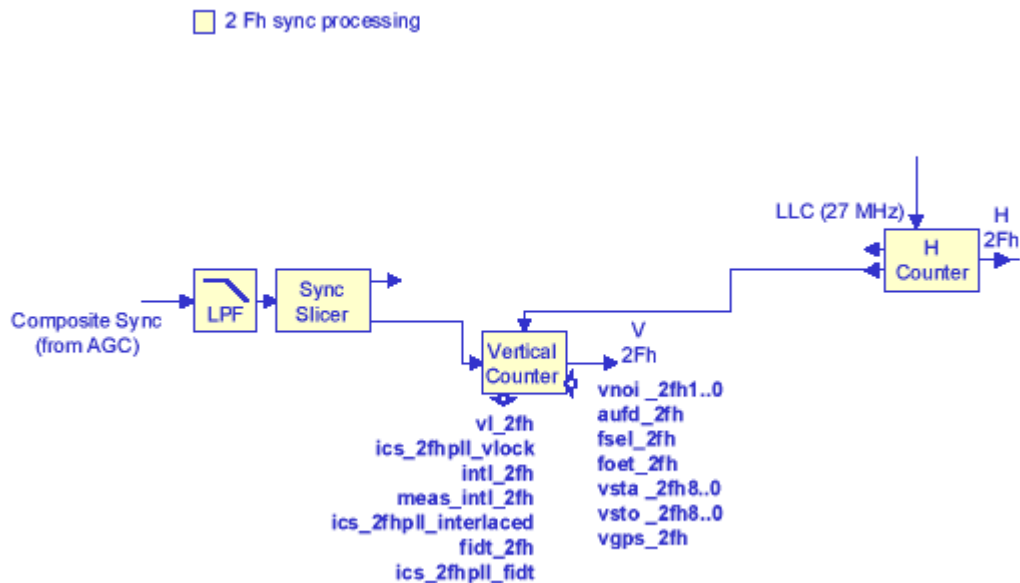 2 Fh sync processing
LLC (27 MHz)
H
2Fh
H
Counter
LPF
Sync
Slicer
Composite Sync
(from AGC)
Vertical
Counter
V
2Fh
vl_2fh
ics_2fhpll_vlock
intl_2fh
meas_intl_2fh
ics_2fhpll_interlaced
fidt_2fh
ics_2fhpll_fidt
vnoi _2fh1..0
aufd_2fh
fsel_2fh
foet_2fh
vsta _2fh8..0
vsto _2fh8..0
vgps_2fh